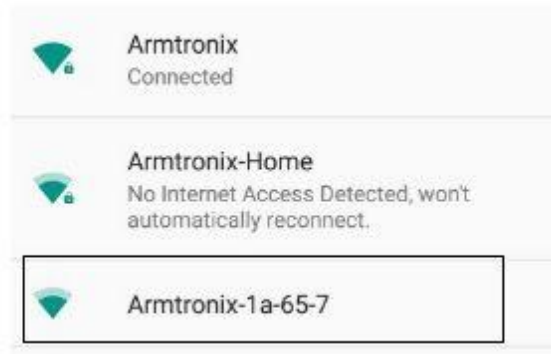 Armtronix
Connected
Armtronix-Home
No Internet Access Detected, won't
automatically reconnect.
Armtronix-1a-65-7